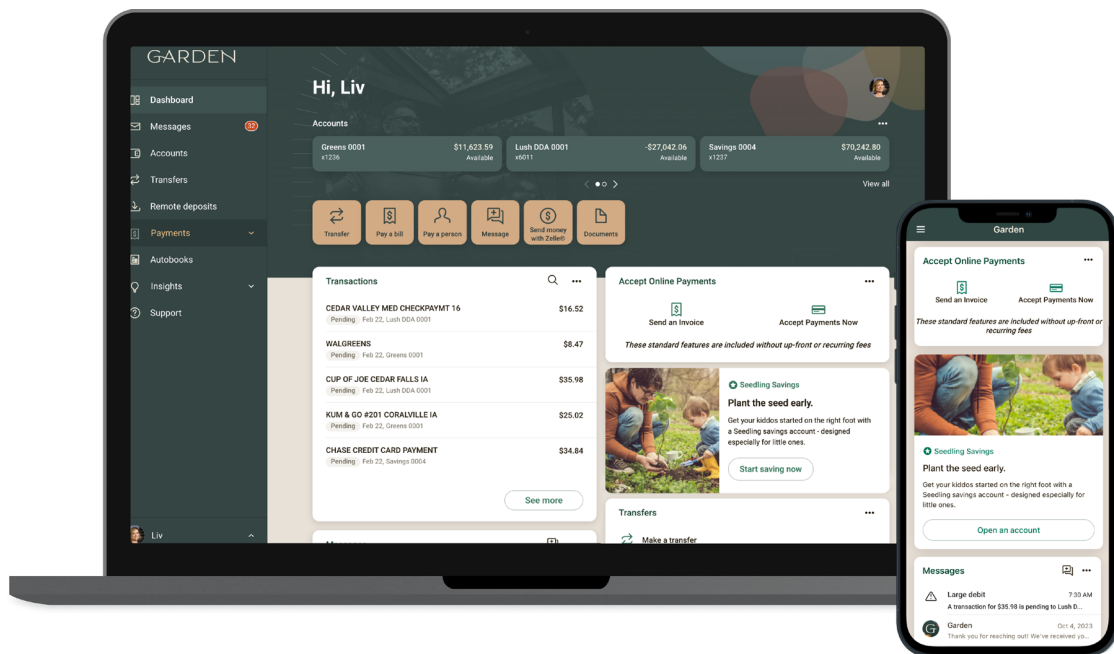 GARDEN
Dashboard
Messages
32
Accounts
Transfers
Remote deposits
Payments
Autobooks
Insights
Support
Liv
Hi, Liv
Accounts
Greens 0001 $11,623.59
x1236 Available
Lush DDA 0001 -$27,042.06
x6011 Available
Savings 0004 $70,242.80
x1237 Available
View all
Transfer
Pay a bill
Pay a person
Message
Send money
with Zelle®
Documents
Transactions
CEDAR VALLEY MED CHECKPAYMT 16 $16.52
Pending Feb 22, Lush DDA 0001
WALGREENS $8.47
Pending Feb 22, Greens 0001
CUP OF JOE CEDAR FALLS IA $35.98
Pending Feb 22, Lush DDA 0001
KUM & GO #201 CORALVILLE IA $25.02
Pending Feb 22, Greens 0001
CHASE CREDIT CARD PAYMENT $34.84
Pending Feb 22, Savings 0004
See more
Accept Online Payments
Send an Invoice
Accept Payments Now
These standard features are included without up-front or recurring fees
Seedling Savings
Plant the seed early.
Get your kiddos started on the right foot with
a Seedling savings account - designed
especially for little ones.
Start saving now
Transfers
Make a transfer
Garden
Accept Online Payments
Send an Invoice
Accept Payments Now
These standard features are included without up-front or
recurring fees
Seedling Savings
Plant the seed early.
Get your kiddos started on the right foot with a
Seedling savings account - designed especially for
little ones.
Open an account
Messages
Large debit 7:30 AM
A transaction for $35.98 is pending to Lush D...
G
Garden Oct 4, 2023
Thank you for reaching out! We've received yo...